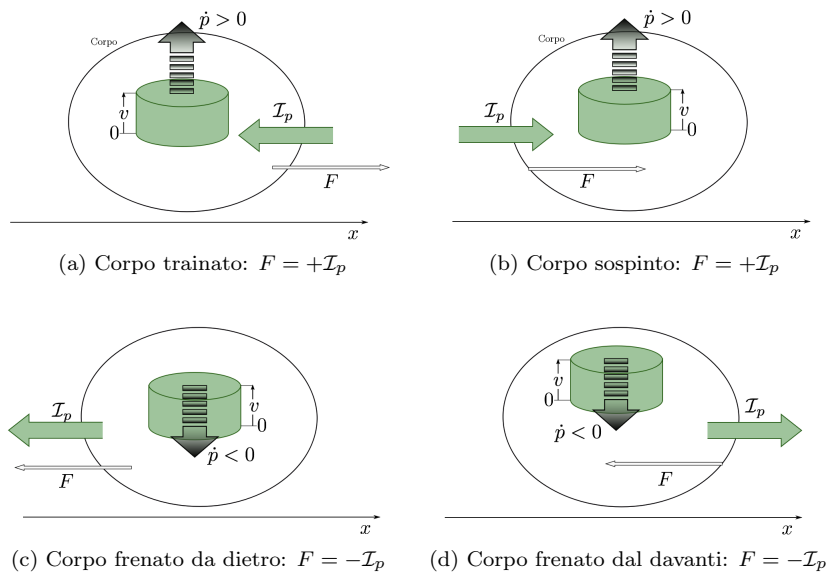 ṗ > 0
Corpo
v
0
ℐₚ
F
x
(a) Corpo trainato: F = +ℐₚ
ṗ > 0
Corpo
ℐₚ
v
0
F
x
(b) Corpo sospinto: F = +ℐₚ
ℐₚ
v
0
ṗ < 0
F
x
(c) Corpo frenato da dietro: F = −ℐₚ
v
0
ℐₚ
ṗ < 0
F
x
(d) Corpo frenato dal davanti: F = −ℐₚ